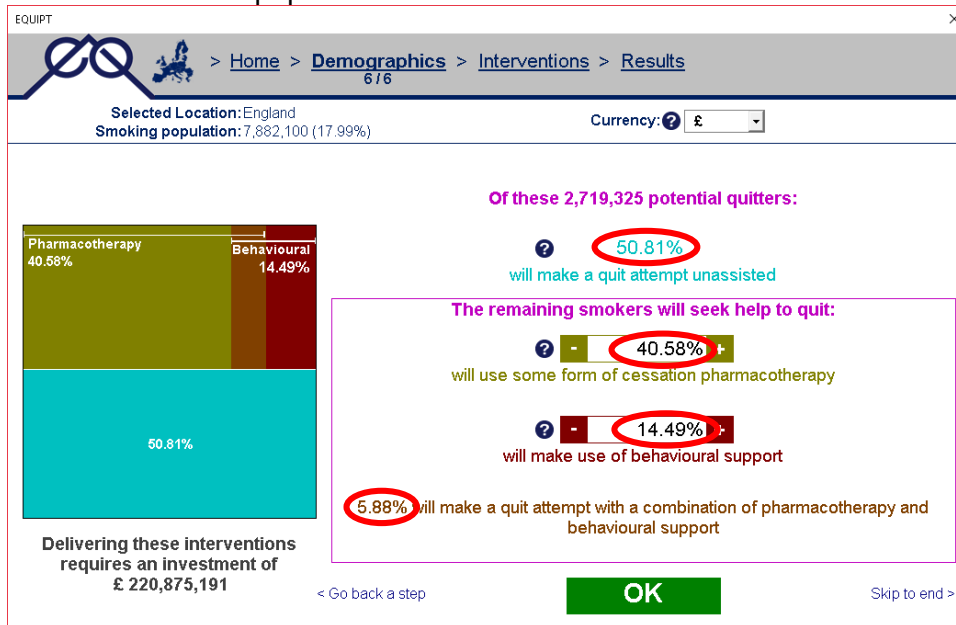 EQUIPT
> Home > Demographics > Interventions > Results
6 / 6
Selected Location: England
Smoking population: 7,882,100 (17.99%)
Currency: ? £
Of these 2,719,325 potential quitters:
? 50.81%
will make a quit attempt unassisted
The remaining smokers will seek help to quit:
? - 40.58% +
will use some form of cessation pharmacotherapy
? - 14.49% +
will make use of behavioural support
5.88% will make a quit attempt with a combination of pharmacotherapy and
behavioural support
Pharmacotherapy
40.58%
Behavioural
14.49%
50.81%
Delivering these interventions
requires an investment of
£ 220,875,191
< Go back a step
OK
Skip to end >